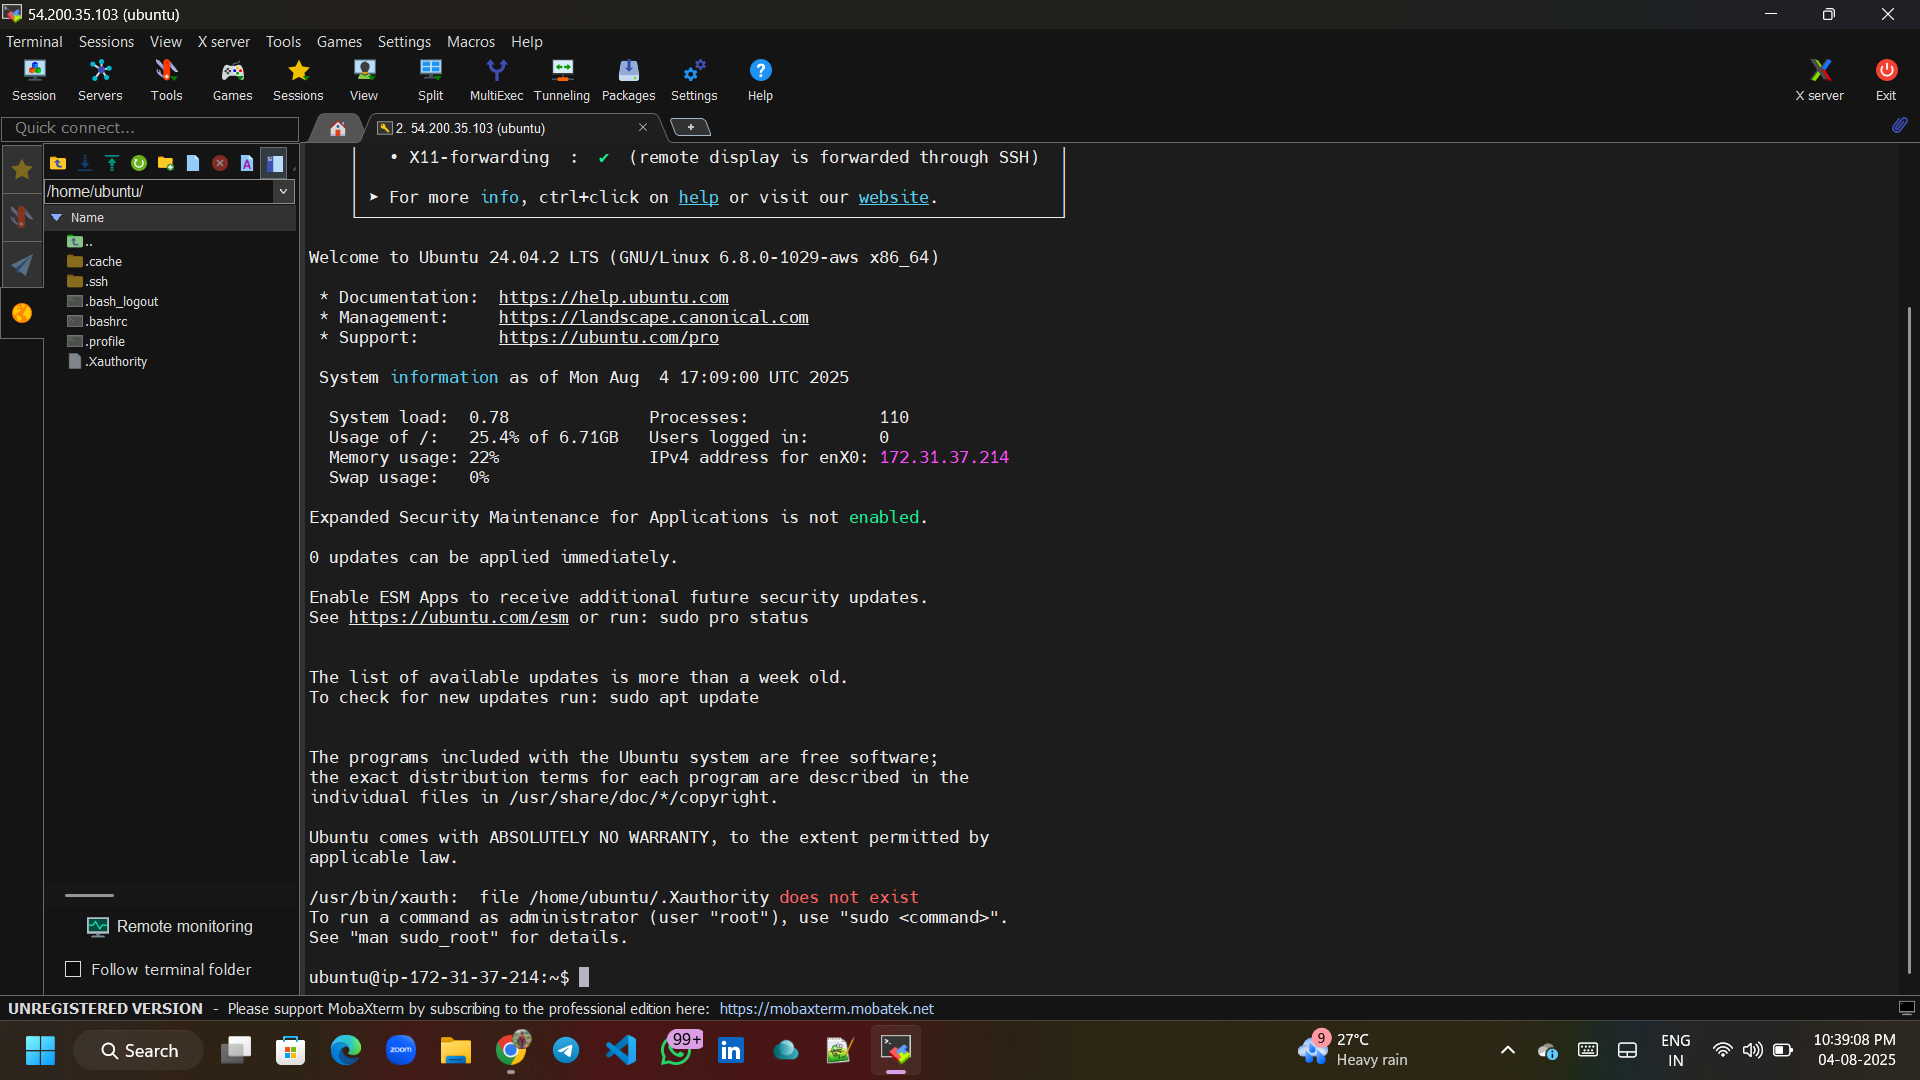 54.200.35.103 (ubuntu)
Terminal Sessions View X server Tools Games Settings Macros Help
Session Servers Tools Games Sessions View Split MultiExec Tunneling Packages Settings Help X server Exit
Quick connect...
2. 54.200.35.103 (ubuntu)
/home/ubuntu/
Name
..
.cache
.ssh
.bash_logout
.bashrc
.profile
.Xauthority
Remote monitoring
Follow terminal folder
• X11-forwarding  :  ✔  (remote display is forwarded through SSH)
➤ For more info, ctrl+click on help or visit our website.
Welcome to Ubuntu 24.04.2 LTS (GNU/Linux 6.8.0-1029-aws x86_64)
* Documentation:  https://help.ubuntu.com
* Management:     https://landscape.canonical.com
* Support:        https://ubuntu.com/pro
System information as of Mon Aug  4 17:09:00 UTC 2025
System load:  0.78              Processes:             110
Usage of /:   25.4% of 6.71GB   Users logged in:       0
Memory usage: 22%               IPv4 address for enX0: 172.31.37.214
Swap usage:   0%
Expanded Security Maintenance for Applications is not enabled.
0 updates can be applied immediately.
Enable ESM Apps to receive additional future security updates.
See https://ubuntu.com/esm or run: sudo pro status
The list of available updates is more than a week old.
To check for new updates run: sudo apt update
The programs included with the Ubuntu system are free software;
the exact distribution terms for each program are described in the
individual files in /usr/share/doc/*/copyright.
Ubuntu comes with ABSOLUTELY NO WARRANTY, to the extent permitted by
applicable law.
/usr/bin/xauth:  file /home/ubuntu/.Xauthority does not exist
To run a command as administrator (user "root"), use "sudo <command>".
See "man sudo_root" for details.
ubuntu@ip-172-31-37-214:~$
UNREGISTERED VERSION - Please support MobaXterm by subscribing to the professional edition here: https://mobaxterm.mobatek.net
Search
zoom
99+
9
27°C
Heavy rain
ENG
IN
10:39:08 PM
04-08-2025